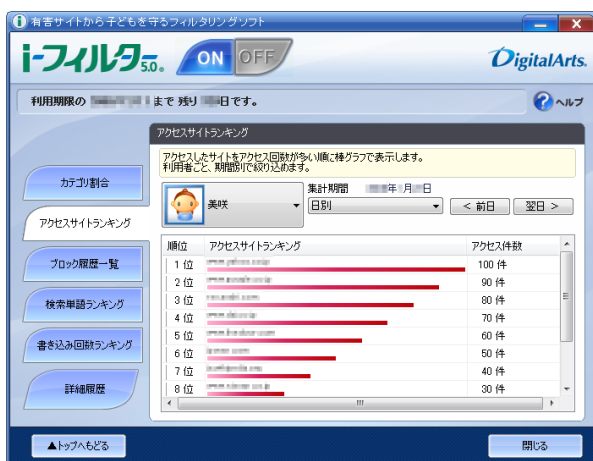 有害サイトから子どもを守るフィルタリングソフト
i-フィルター 5.0. ON OFF DigitalArts.
利用期限の まで 残り 日です。 ? ヘルプ
アクセスサイトランキング
アクセスしたサイトをアクセス回数が多い順に棒グラフで表示します。
利用者ごと、期間別で絞り込めます。
カテゴリ割合
アクセスサイトランキング
ブロック履歴一覧
検索単語ランキング
書き込み回数ランキング
詳細履歴
集計期間 年 月 日
美咲 日別 < 前日 翌日 >
順位 アクセスサイトランキング アクセス件数
1 位 100 件
2 位 90 件
3 位 80 件
4 位 70 件
5 位 60 件
6 位 50 件
7 位 40 件
8 位 30 件
▲トップへもどる 閉じる